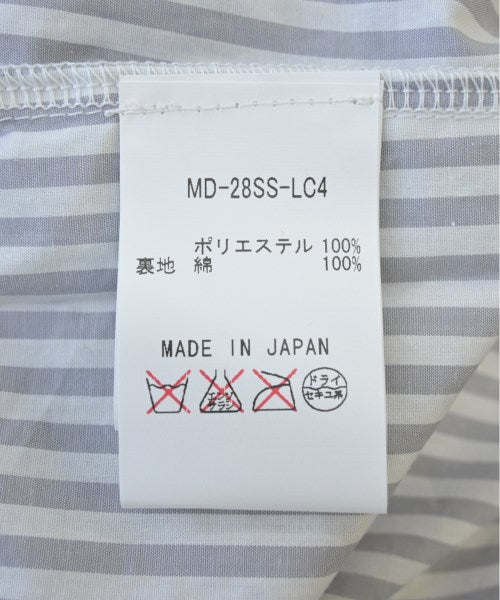 MD-28SS-LC4
ポリエステル 100%
裏地 綿 100%
MADE IN JAPAN
エンソ
サラシ
ドライ
セキユ系